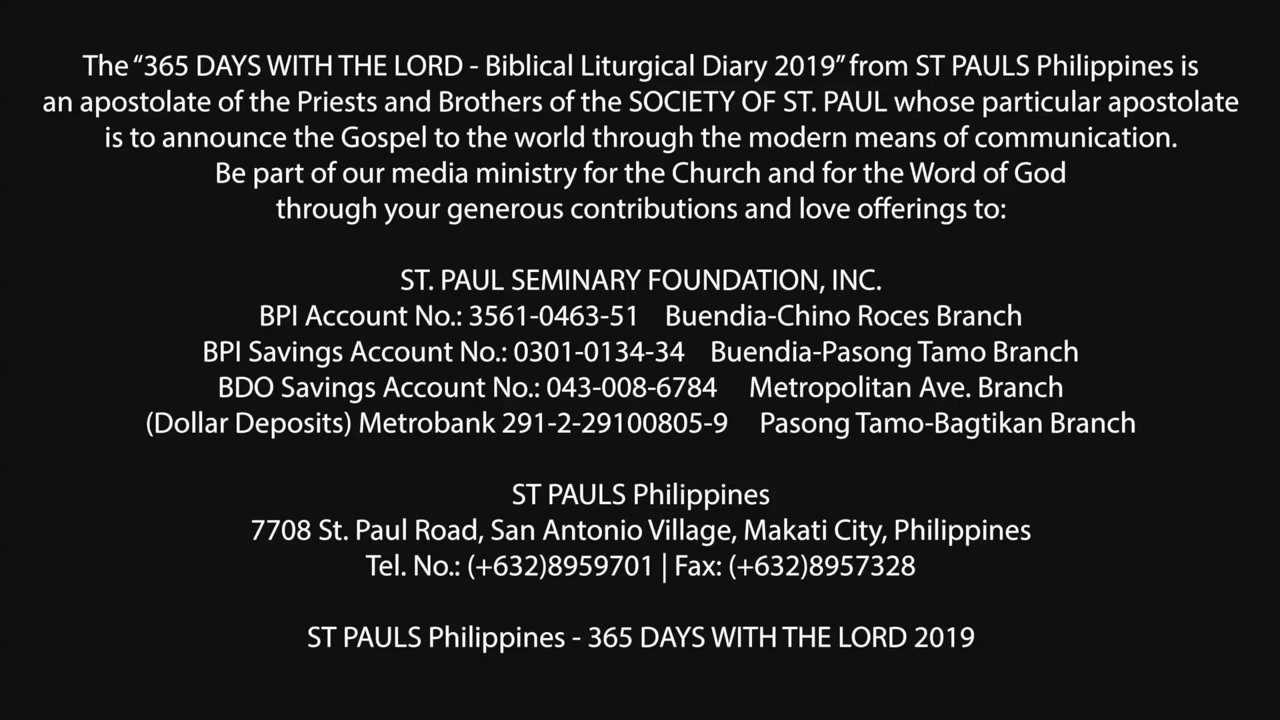 The “365 DAYS WITH THE LORD - Biblical Liturgical Diary 2019” from ST PAULS Philippines is
an apostolate of the Priests and Brothers of the SOCIETY OF ST. PAUL whose particular apostolate
is to announce the Gospel to the world through the modern means of communication.
Be part of our media ministry for the Church and for the Word of God
through your generous contributions and love offerings to:
ST. PAUL SEMINARY FOUNDATION, INC.
BPI Account No.: 3561-0463-51 Buendia-Chino Roces Branch
BPI Savings Account No.: 0301-0134-34 Buendia-Pasong Tamo Branch
BDO Savings Account No.: 043-008-6784 Metropolitan Ave. Branch
(Dollar Deposits) Metrobank 291-2-29100805-9 Pasong Tamo-Bagtikan Branch
ST PAULS Philippines
7708 St. Paul Road, San Antonio Village, Makati City, Philippines
Tel. No.: (+632)8959701 | Fax: (+632)8957328
ST PAULS Philippines - 365 DAYS WITH THE LORD 2019